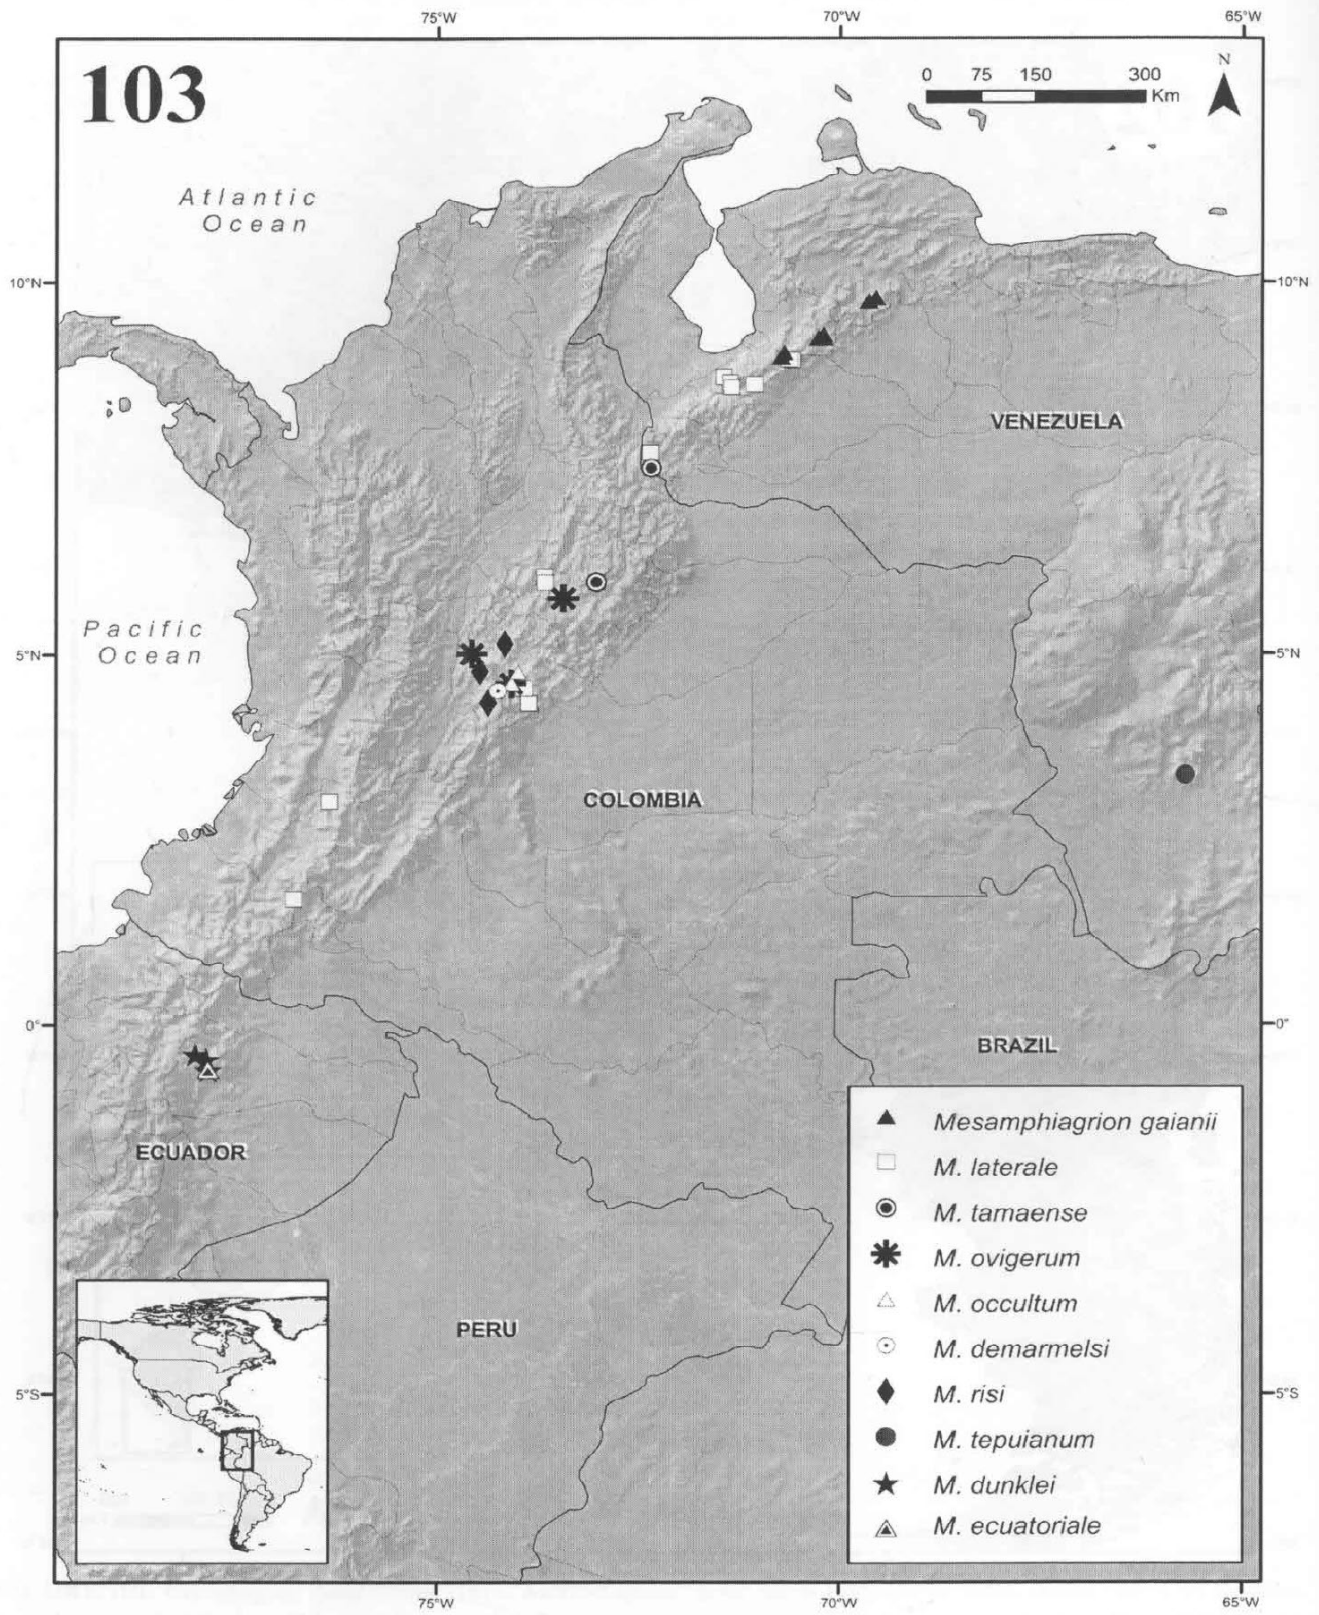 75°W 70°W 65°W
103
0 75 150 300
Km
N
Atlantic
Ocean
10°N 10°N
VENEZUELA
Pacific
Ocean
5°N 5°N
COLOMBIA
0° 0°
BRAZIL
ECUADOR
PERU
5°S 5°S
Mesamphiagrion gaianii
M. laterale
M. tamaense
M. ovigerum
M. occultum
M. demarmelsi
M. risi
M. tepuianum
M. dunklei
M. ecuatoriale
75°W 70°W 65°W